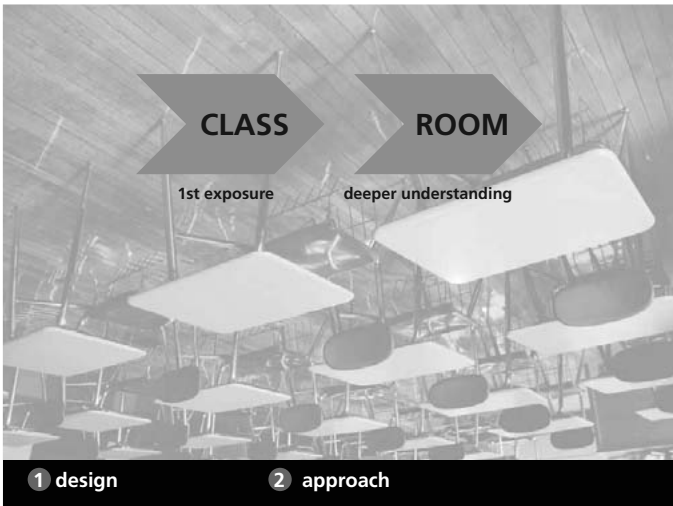 CLASS ROOM
1st exposure deeper understanding
1 design 2 approach